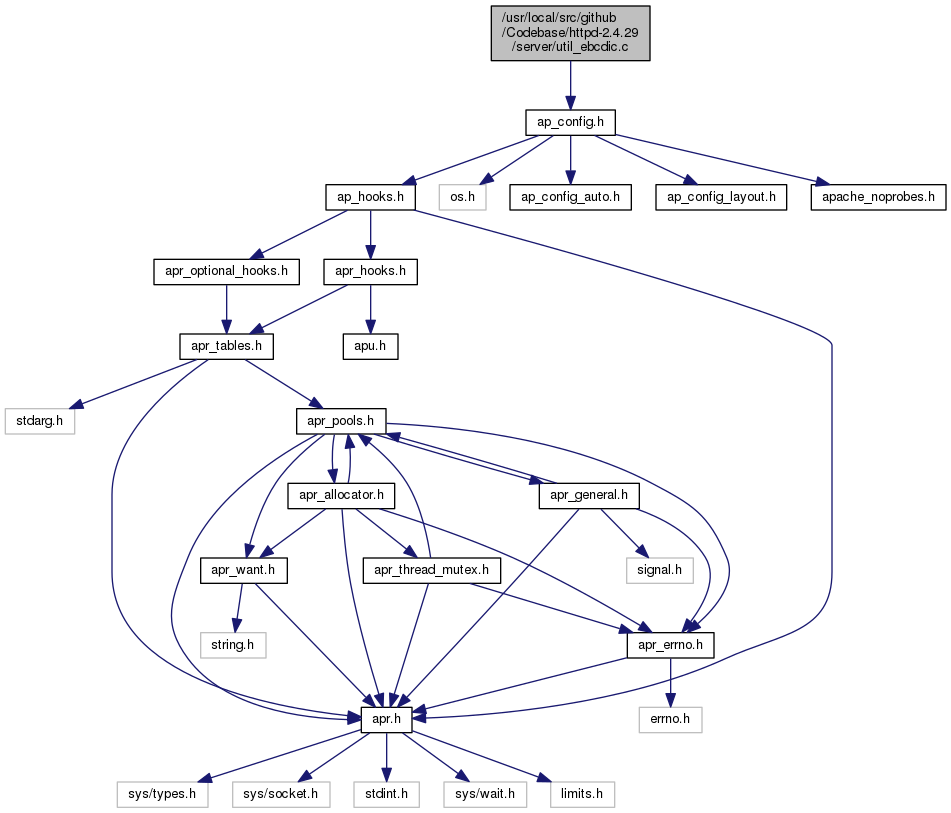 /usr/local/src/github
/Codebase/httpd-2.4.29
/server/util_ebcdic.c
ap_config.h
ap_hooks.h
os.h
ap_config_auto.h
ap_config_layout.h
apache_noprobes.h
apr_optional_hooks.h
apr_hooks.h
apr_tables.h
apu.h
stdarg.h
apr_pools.h
apr_allocator.h
apr_general.h
apr_want.h
apr_thread_mutex.h
signal.h
string.h
apr_errno.h
apr.h
errno.h
sys/types.h
sys/socket.h
stdint.h
sys/wait.h
limits.h